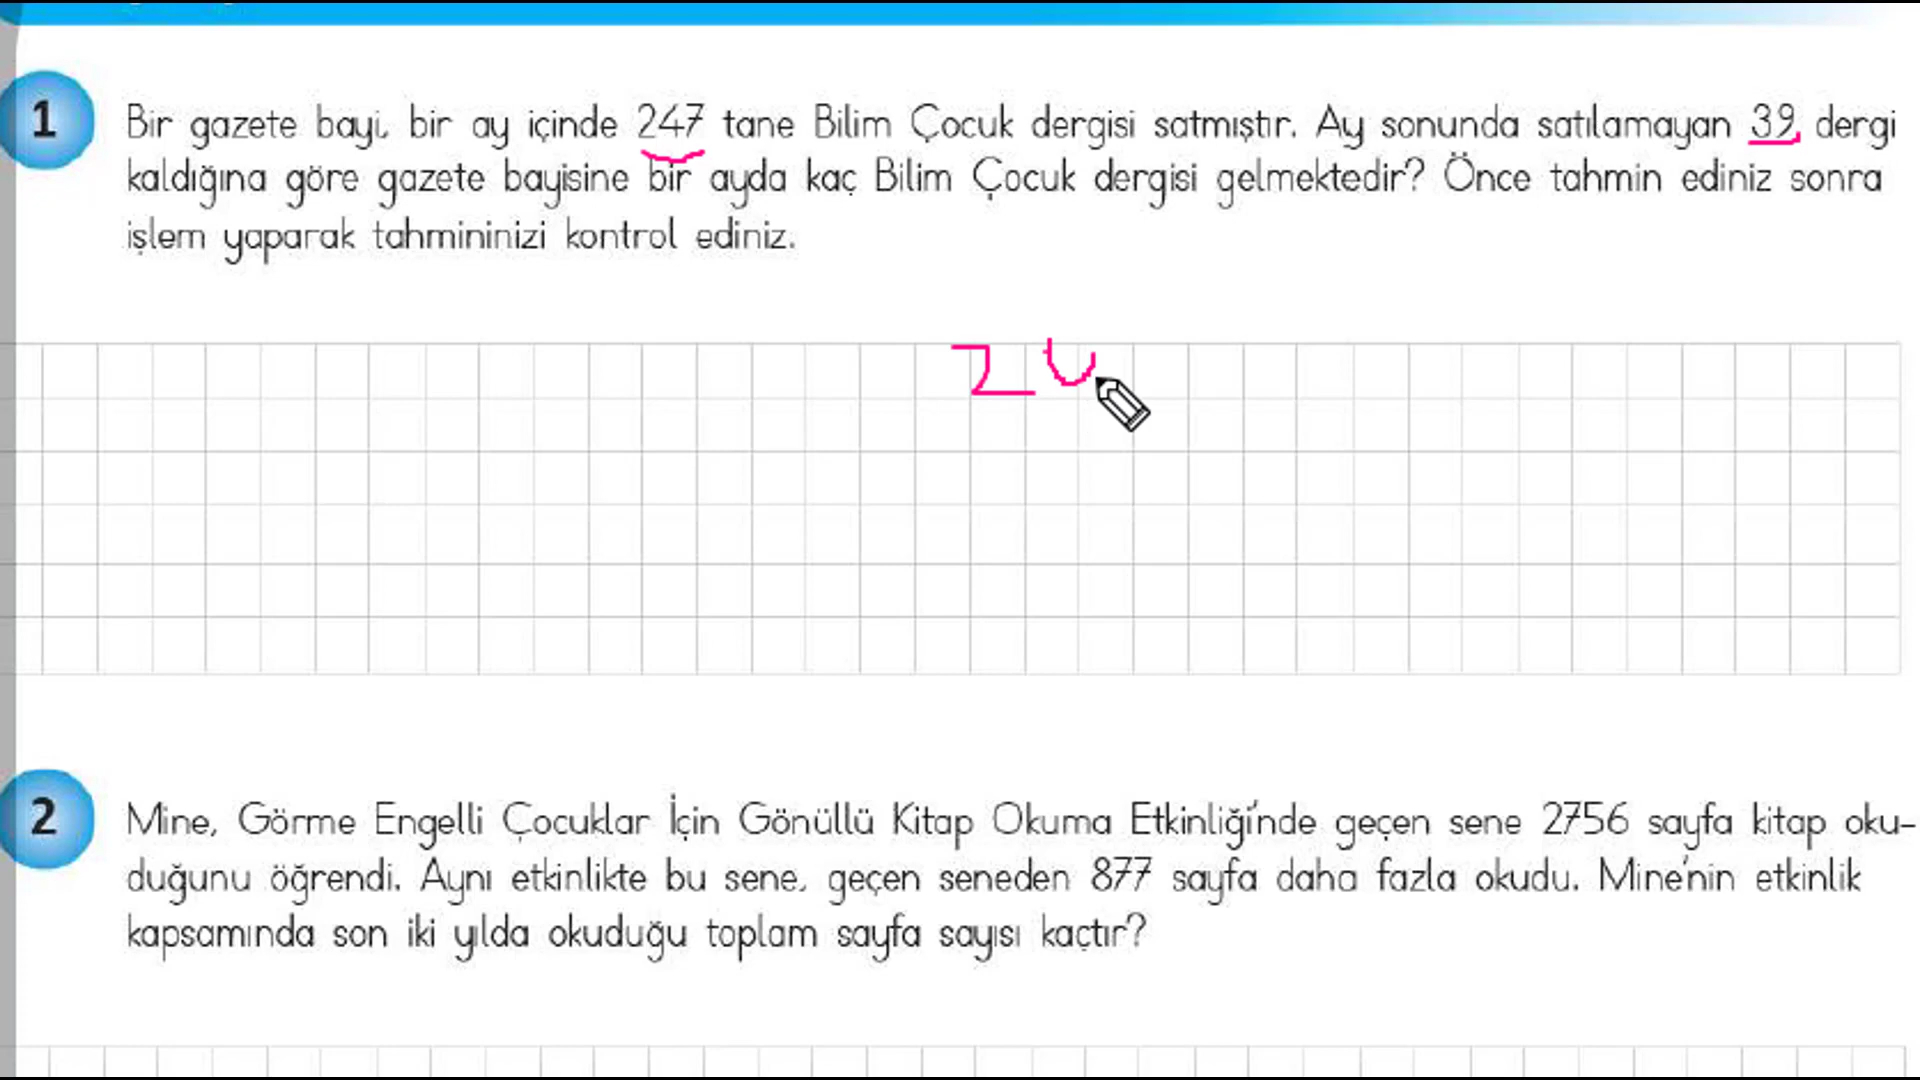 1
Bir gazete bayi, bir ay içinde 247 tane Bilim Çocuk dergisi satmıştır. Ay sonunda satılamayan 39 dergi
kaldığına göre gazete bayisine bir ayda kaç Bilim Çocuk dergisi gelmektedir? Önce tahmin ediniz sonra
işlem yaparak tahmininizi kontrol ediniz.
2
2
Mine, Görme Engelli Çocuklar İçin Gönüllü Kitap Okuma Etkinliği'nde geçen sene 2756 sayfa kitap oku-
duğunu öğrendi. Aynı etkinlikte bu sene, geçen seneden 877 sayfa daha fazla okudu. Mine'nin etkinlik
kapsamında son iki yılda okuduğu toplam sayfa sayısı kaçtır?